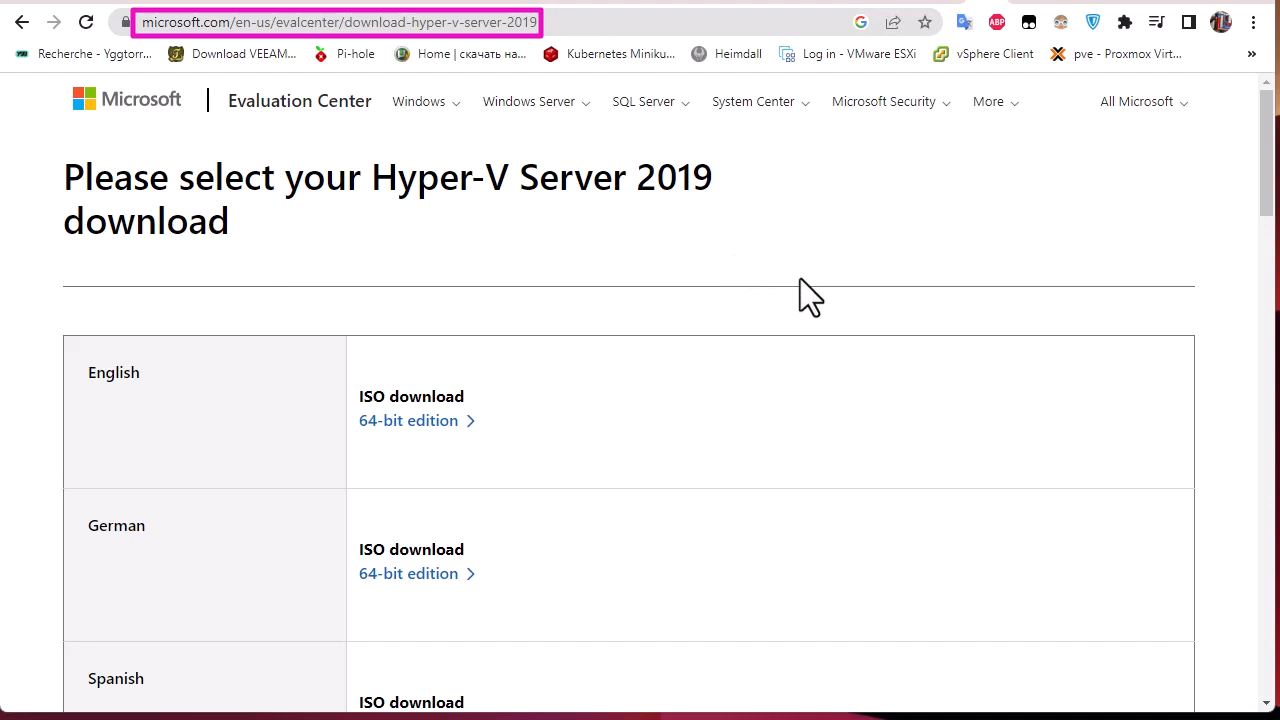 microsoft.com/en-us/evalcenter/download-hyper-v-server-2019
Recherche - Yggtorr... Download VEEAM... Pi-hole Home | скачать на... Kubernetes Miniku... Heimdall Log in - VMware ESXi vSphere Client pve - Proxmox Virt... »
Microsoft Evaluation Center Windows Windows Server SQL Server System Center Microsoft Security More All Microsoft
Please select your Hyper-V Server 2019
download
English
ISO download
64-bit edition
German
ISO download
64-bit edition
Spanish
ISO download